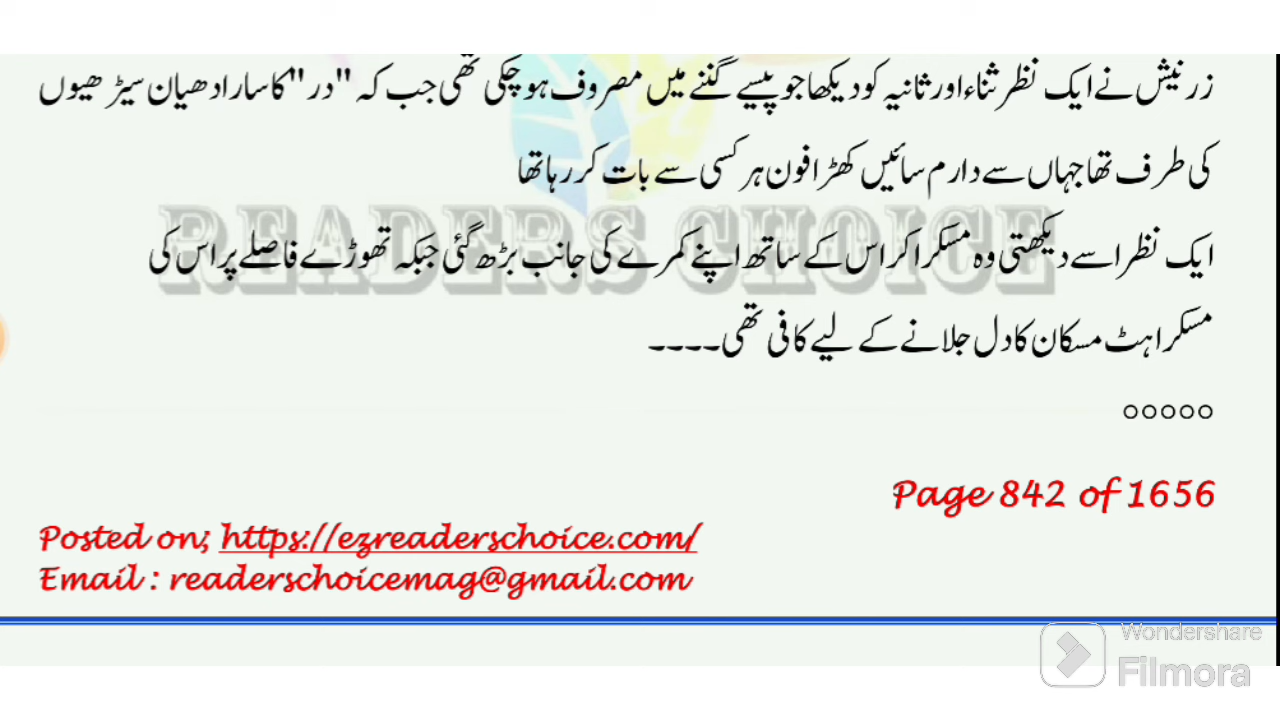 زرنیش نے ایک نظر ثناء اور ثانیہ کو دیکھا جو پیسے گننے میں مصروف ہو چکی تھی جب کہ "در" کا سارا دھیان سیڑھیوں
کی طرف تھا جہاں سے دارم سائیں کھڑا فون ہر کسی سے بات کر رہا تھا
READERS CHOICE
ایک نظر اسے دیکھتی وہ مسکرا کر اس کے ساتھ اپنے کمرے کی جانب بڑھ گئی جبکہ تھوڑے فاصلے پر اس کی
مسکراہٹ مسکان کا دل جلانے کے لیے کافی تھی۔۔۔۔
○○○○○
Page 842 of 1656
Posted on; https://ezreaderschoice.com/
Email : readerschoicemag@gmail.com
Wondershare
Filmora